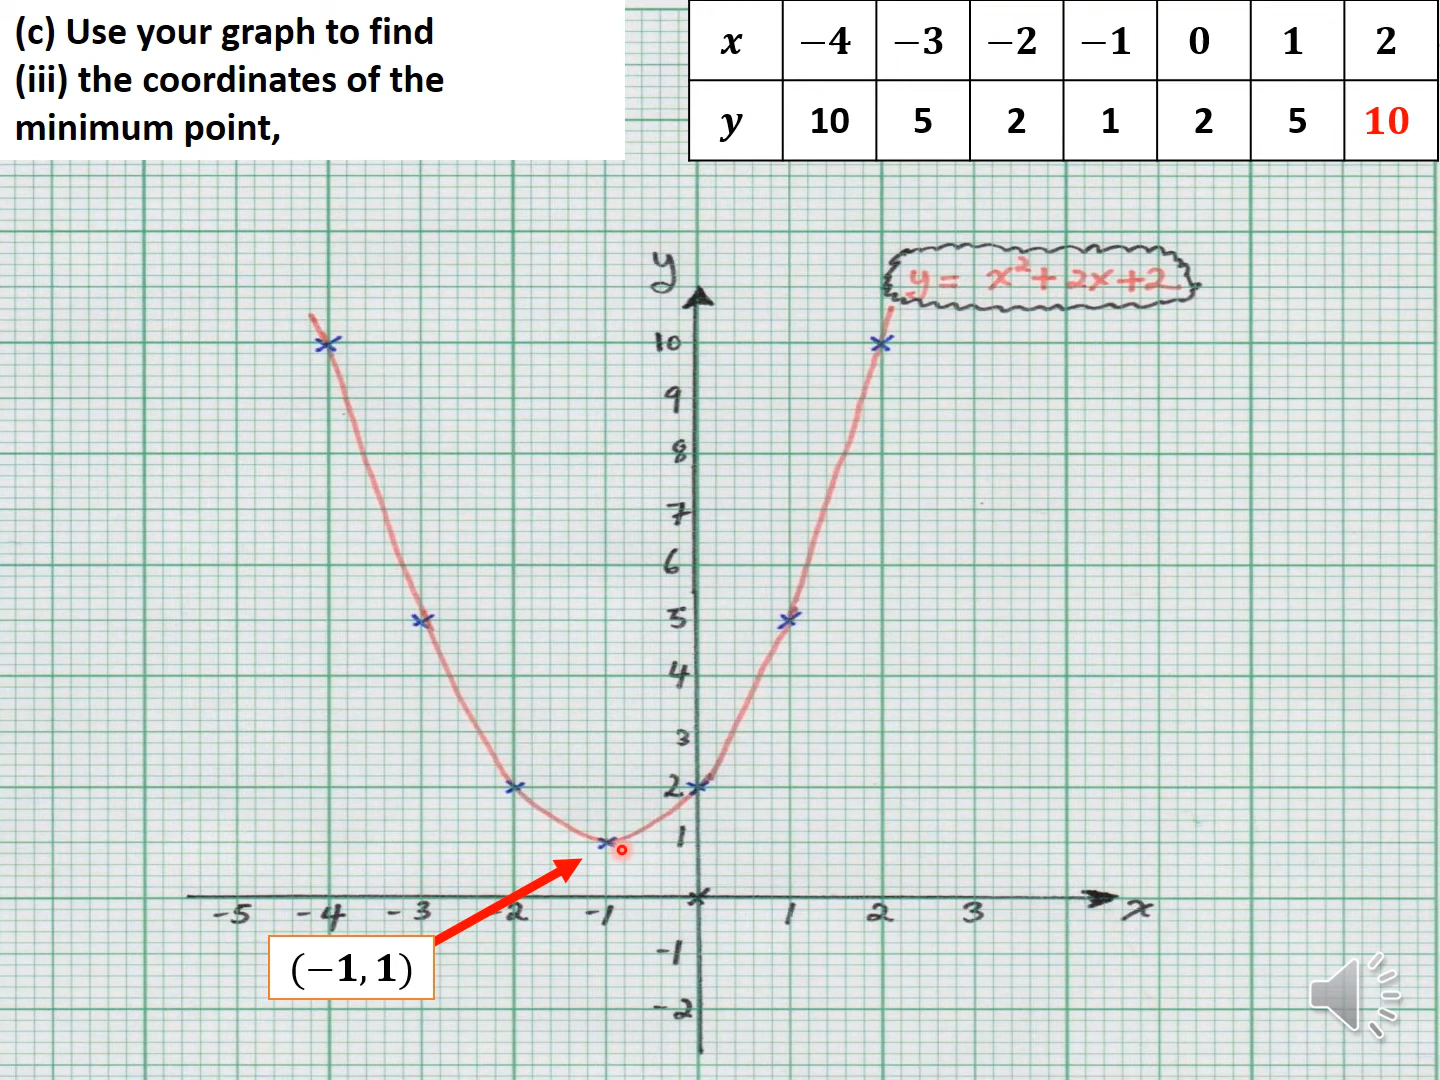 (c) Use your graph to find
(iii) the coordinates of the
minimum point,
x −4 −3 −2 −1 0 1 2
y 10 5 2 1 2 5 10
y
y = x² + 2x + 2
10
9
8
7
6
5
4
3
2
1
-5 -4 -3 -2 -1 1 2 3 x
(−1, 1)
-1
-2